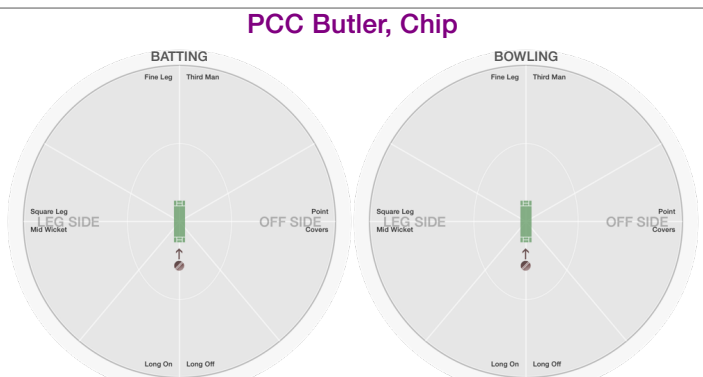 PCC Butler, Chip
BATTING
Fine Leg Third Man
Square Leg Point
LEG SIDE OFF SIDE
Mid Wicket Covers
Long On Long Off
BOWLING
Fine Leg Third Man
Square Leg Point
LEG SIDE OFF SIDE
Mid Wicket Covers
Long On Long Off